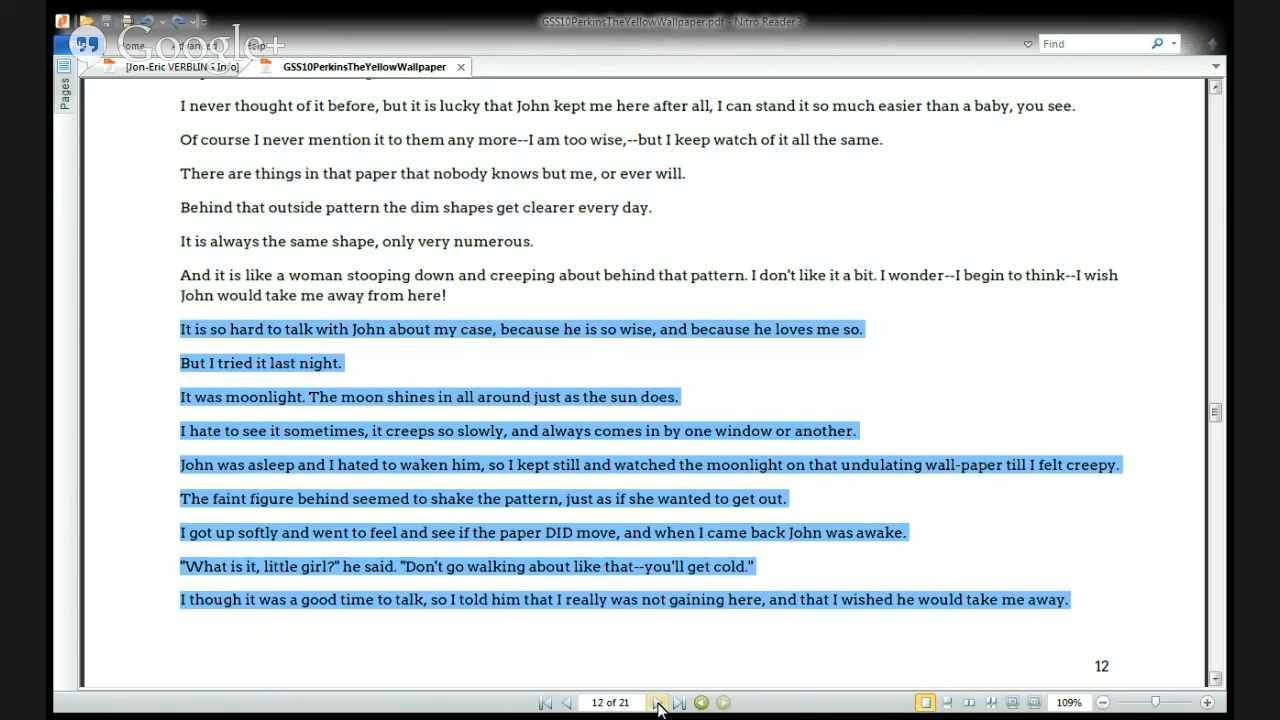 GSS10PerkinsTheYellowWallpaper.pdf - Nitro Reader 3
Google+
Home Advanced Help
Find
[Jon-Eric VERBLING Info]
GSS10PerkinsTheYellowWallpaper
Pages
I never thought of it before, but it is lucky that John kept me here after all, I can stand it so much easier than a baby, you see.
Of course I never mention it to them any more--I am too wise,--but I keep watch of it all the same.
There are things in that paper that nobody knows but me, or ever will.
Behind that outside pattern the dim shapes get clearer every day.
It is always the same shape, only very numerous.
And it is like a woman stooping down and creeping about behind that pattern. I don't like it a bit. I wonder--I begin to think--I wish
John would take me away from here!
It is so hard to talk with John about my case, because he is so wise, and because he loves me so.
But I tried it last night.
It was moonlight. The moon shines in all around just as the sun does.
I hate to see it sometimes, it creeps so slowly, and always comes in by one window or another.
John was asleep and I hated to waken him, so I kept still and watched the moonlight on that undulating wall-paper till I felt creepy.
The faint figure behind seemed to shake the pattern, just as if she wanted to get out.
I got up softly and went to feel and see if the paper DID move, and when I came back John was awake.
"What is it, little girl?" he said. "Don't go walking about like that--you'll get cold."
I though it was a good time to talk, so I told him that I really was not gaining here, and that I wished he would take me away.
12
12 of 21
109%